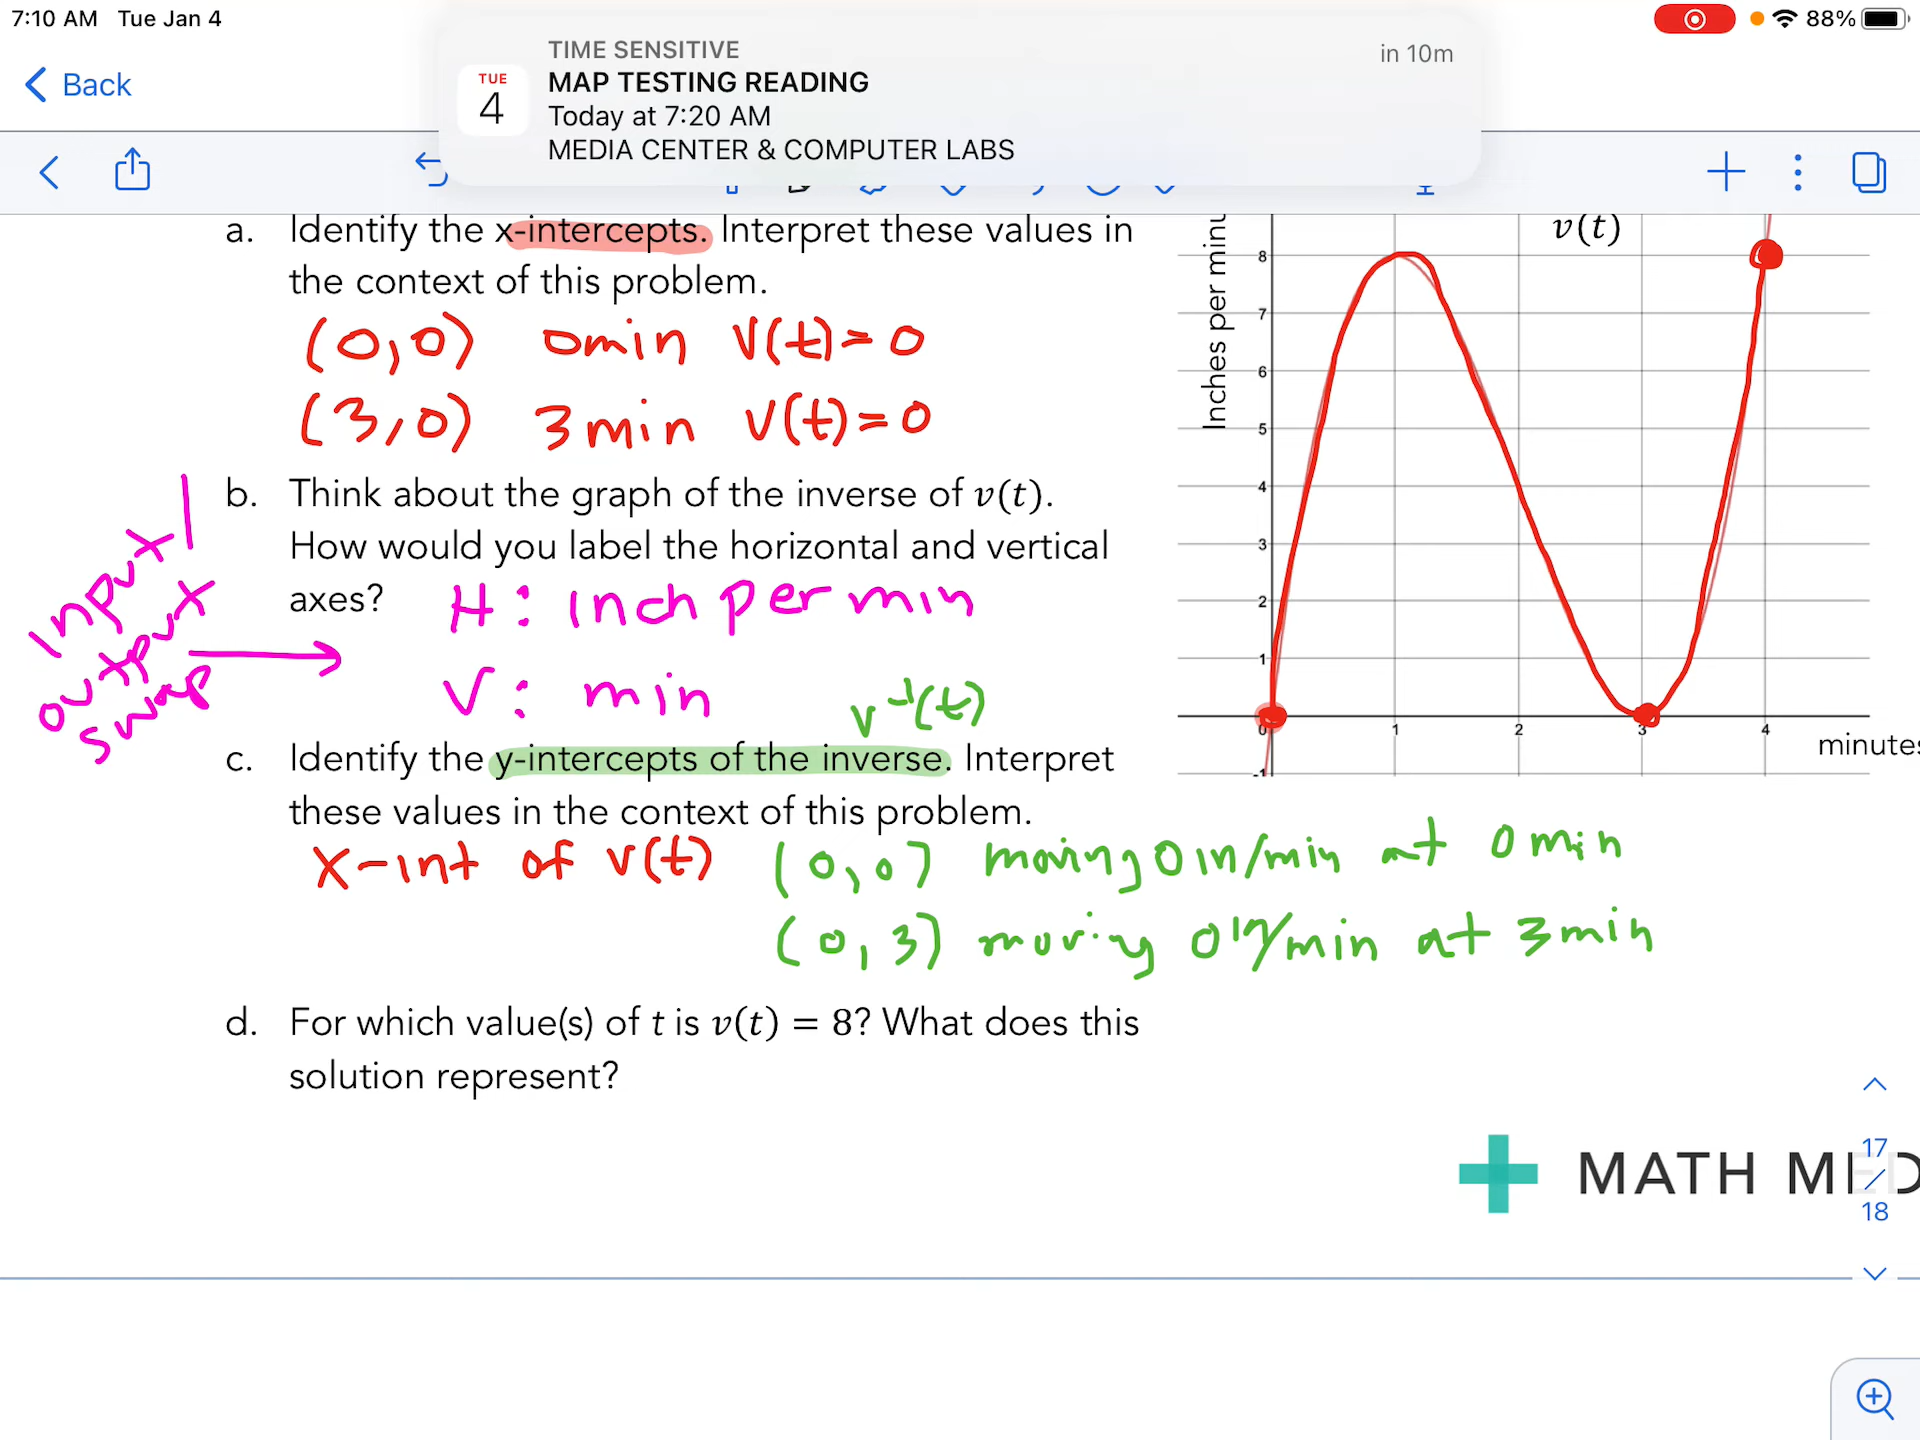 7:10 AM Tue Jan 4
88%
TIME SENSITIVE
in 10m
TUE
4
MAP TESTING READING
Today at 7:20 AM
MEDIA CENTER & COMPUTER LABS
Back
a. Identify the x-intercepts. Interpret these values in
the context of this problem.
(0,0) 0min V(t)=0
(3,0) 3 min V(t)=0
b. Think about the graph of the inverse of v(t).
How would you label the horizontal and vertical
axes?
H: inch per min
V: min
input/
output
swap
v⁻¹(t)
c. Identify the y-intercepts of the inverse. Interpret
these values in the context of this problem.
X-int of v(t)
(0,0) moving 0 in/min at 0 min
(0,3) moving 0 in/min at 3 min
d. For which value(s) of t is v(t) = 8? What does this
solution represent?
v(t)
Inches per minu
8
7
6
5
4
3
2
1
0 1 2 3 4
-1
minutes
MATH MED
17
/
18